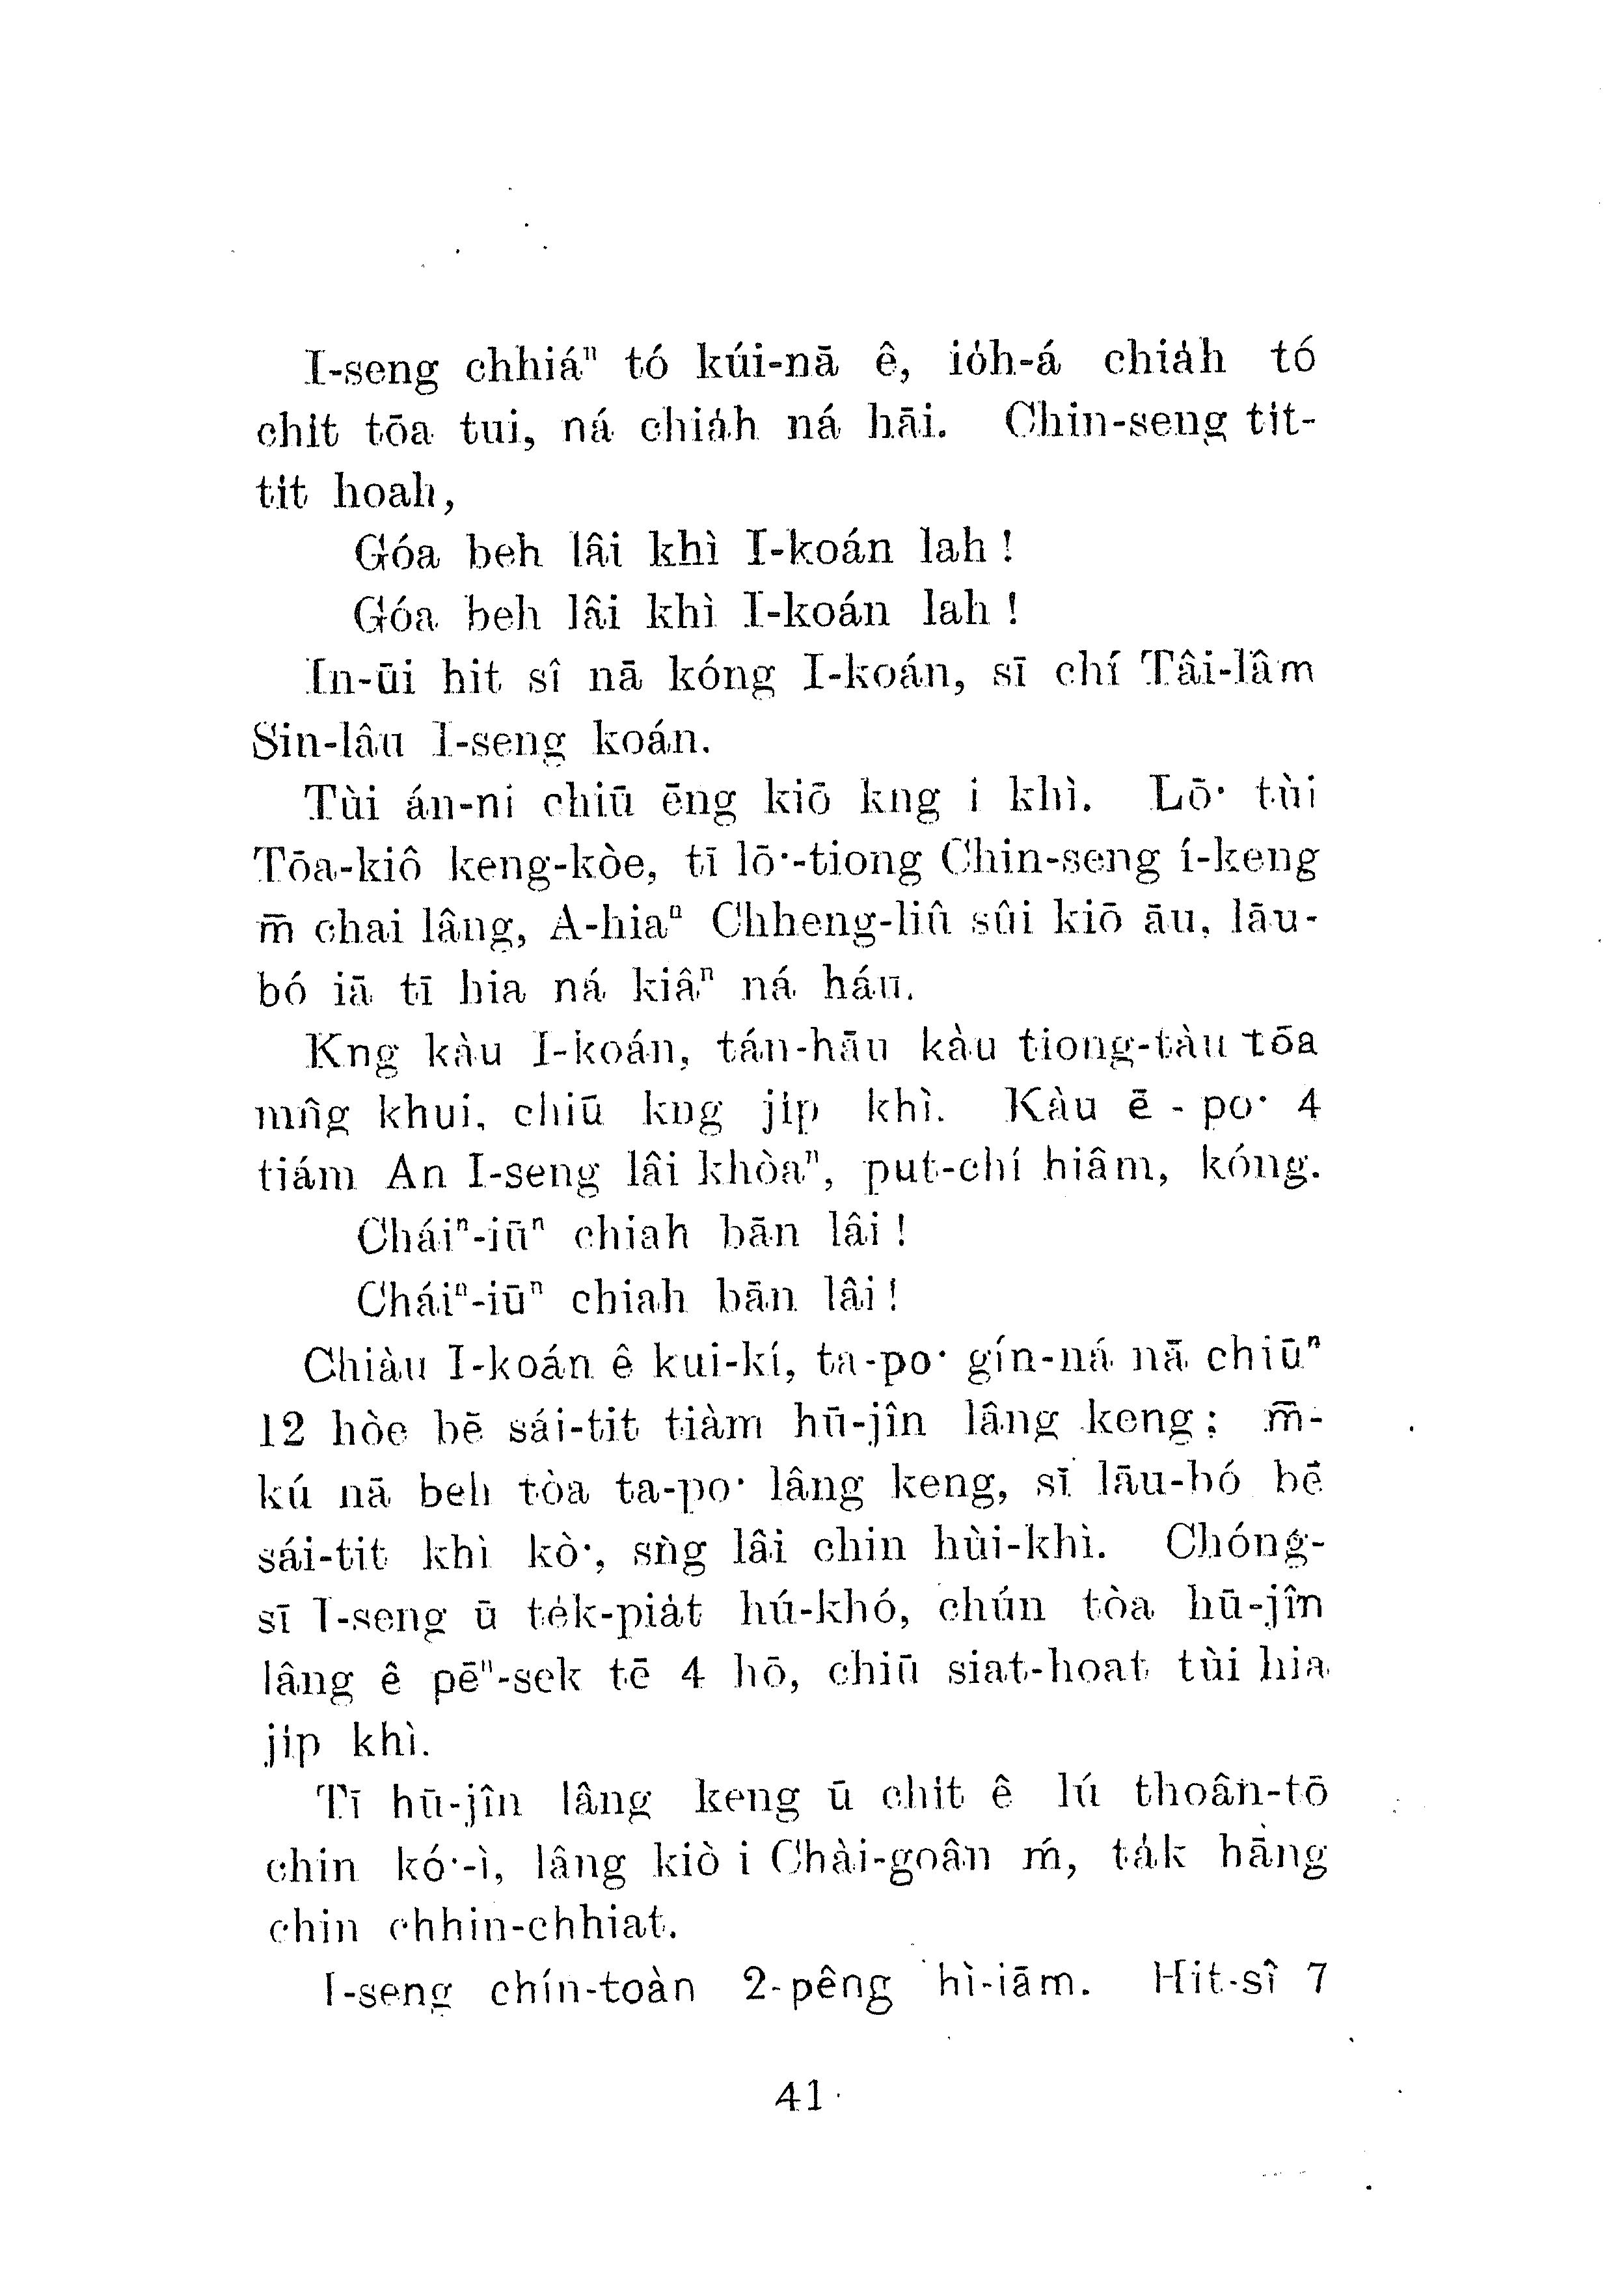 I-seng chhiáⁿ tó kúi-nā ê, io̍h-á chia̍h tó
chi̍t tōa tui, ná chia̍h ná hāi. Chin-seng ti̍t-
ti̍t hoah,
Góa beh lâi khì I-koán lah!
Góa beh lâi khì I-koán lah!
In-ūi hit sî nā kóng I-koán, sī chí Tâi-lâm
Sin-lâu I-seng koán.
Tùi án-ni chiū ēng kiō kng i khì. Lō͘ tùi
Tōa-kiô keng-kòe, tī lō͘-tiong Chin-seng í-keng
m̄ chai lâng, A-hiaⁿ Chheng-liû sûi kiō āu, lāu-
bó iā tī hia ná kiâⁿ ná háu.
Kng kàu I-koán, tán-hāu kàu tiong-tàu tōa
mn̂g khui, chiū kng ji̍p khì. Kàu ē-po͘ 4
tiám An I-seng lâi khòaⁿ, put-chí hiâm, kóng.
Cháiⁿ-iūⁿ chiah bān lâi!
Cháiⁿ-iūⁿ chiah bān lâi!
Chiàu I-koán ê kui-kí, ta-po͘ gín-ná nā chiūⁿ
12 hòe bē sái-tit tiàm hū-jîn lâng keng; m̄-
kú nā beh tòa ta-po͘ lâng keng, sī lāu-bó bē
sái-tit khì kò͘, sǹg lâi chin hùi-khì. Chóng-
sī I-seng ū te̍k-pia̍t hú-khó, chún tòa hū-jîn
lâng ê pēⁿ-sek tē 4 hō, chiū siat-hoat tùi hia
ji̍p khì.
Tī hū-jîn lâng keng ū chi̍t ê lú thoân-tō
chin kó͘-ì, lâng kiò i Chài-goân ḿ, ta̍k hāng
chin chhin-chhiat.
I-seng chín-toàn 2-pêng hì-iām. Hit-sî 7
41